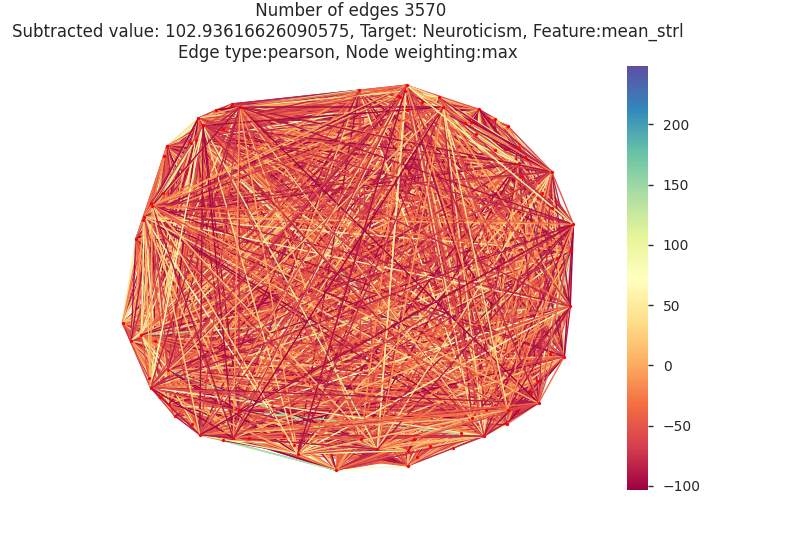 Number of edges 3570
Subtracted value: 102.93616626090575, Target: Neuroticism, Feature:mean_strl
Edge type:pearson, Node weighting:max
200
150
100
50
0
−50
−100